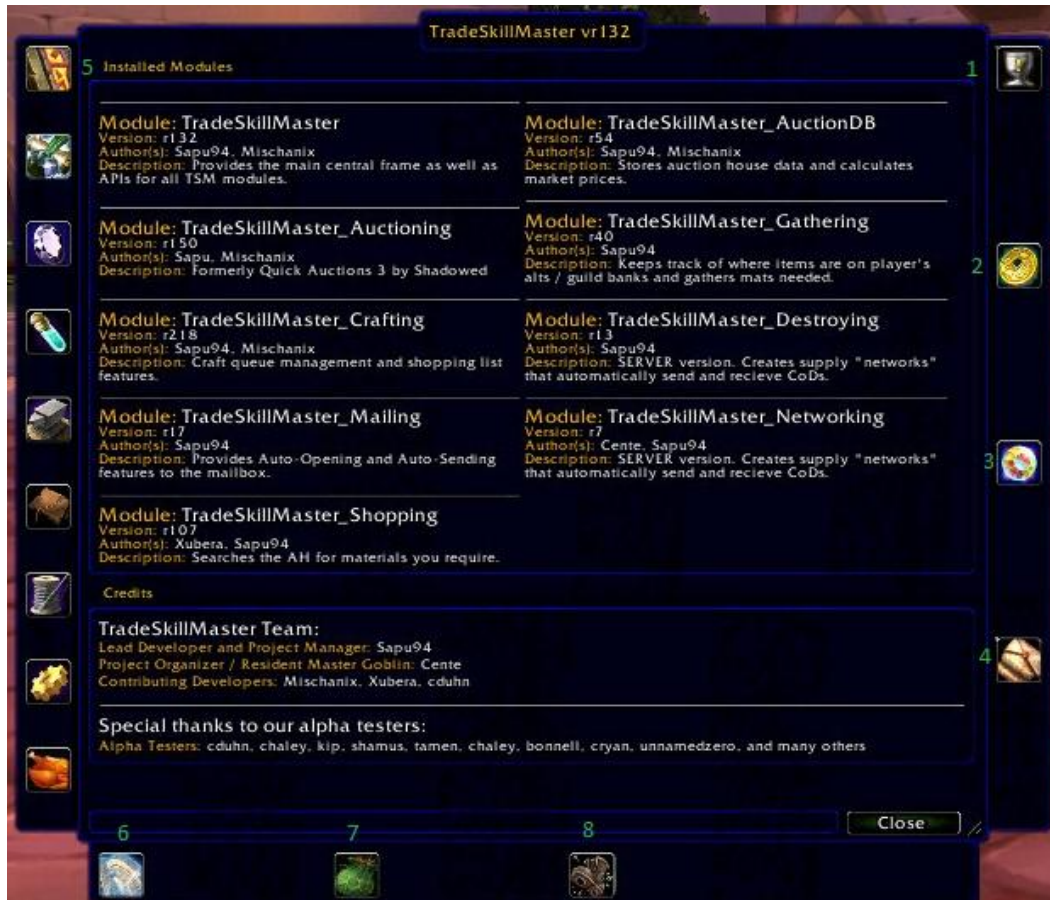 TradeSkillMaster vr132
5 Installed Modules 1
Module: TradeSkillMaster
Version: r132
Author(s): Sapu94, Mischanix
Description: Provides the main central frame as well as
APIs for all TSM modules.
Module: TradeSkillMaster_AuctionDB
Version: r54
Author(s): Sapu94, Mischanix
Description: Stores auction house data and calculates
market prices.
Module: TradeSkillMaster_Auctioning
Version: r150
Author(s): Sapu, Mischanix
Description: Formerly Quick Auctions 3 by Shadowed
Module: TradeSkillMaster_Gathering
Version: r40
Author(s): Sapu94
Description: Keeps track of where items are on player's
alts / guild banks and gathers mats needed.
2
Module: TradeSkillMaster_Crafting
Version: r218
Author(s): Sapu94, Mischanix
Description: Craft queue management and shopping list
features.
Module: TradeSkillMaster_Destroying
Version: r13
Author(s): Sapu94
Description: SERVER version. Creates supply "networks"
that automatically send and recieve CoDs.
Module: TradeSkillMaster_Mailing
Version: r17
Author(s): Sapu94
Description: Provides Auto-Opening and Auto-Sending
features to the mailbox.
Module: TradeSkillMaster_Networking
Version: r7
Author(s): Cente, Sapu94
Description: SERVER version. Creates supply "networks"
that automatically send and recieve CoDs.
3
Module: TradeSkillMaster_Shopping
Version: r107
Author(s): Xubera, Sapu94
Description: Searches the AH for materials you require.
Credits
TradeSkillMaster Team:
Lead Developer and Project Manager: Sapu94
Project Organizer / Resident Master Goblin: Cente
Contributing Developers: Mischanix, Xubera, cduhn
4
Special thanks to our alpha testers:
Alpha Testers: cduhn, chaley, kip, shamus, tamen, chaley, bonnell, cryan, unnamedzero, and many others
Close
6 7 8